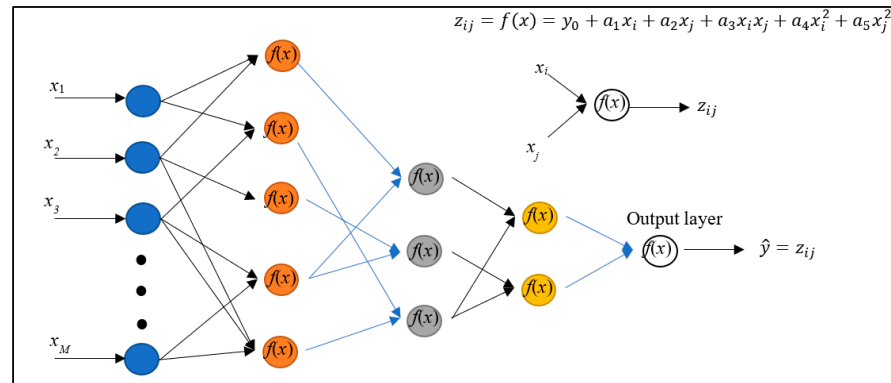 z_{ij} = f(x) = y_0 + a_1x_i + a_2x_j + a_3x_ix_j + a_4x_i^2 + a_5x_j^2
f(x)
x_i
x_1
f(x)
z_{ij}
f(x)
x_2
x_j
f(x)
f(x)
x_3
f(x)
Output layer
f(x)
f(x)
ŷ = z_{ij}
f(x)
f(x)
f(x)
x_M
f(x)